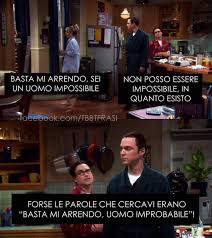 BASTA MI ARRENDO, SEI
UN UOMO IMPOSSIBILE
NON POSSO ESSERE
IMPOSSIBILE, IN
QUANTO ESISTO
facebook.com/TBBTFRASI
FORSE LE PAROLE CHE CERCAVI ERANO
"BASTA MI ARRENDO, UOMO IMPROBABILE"!